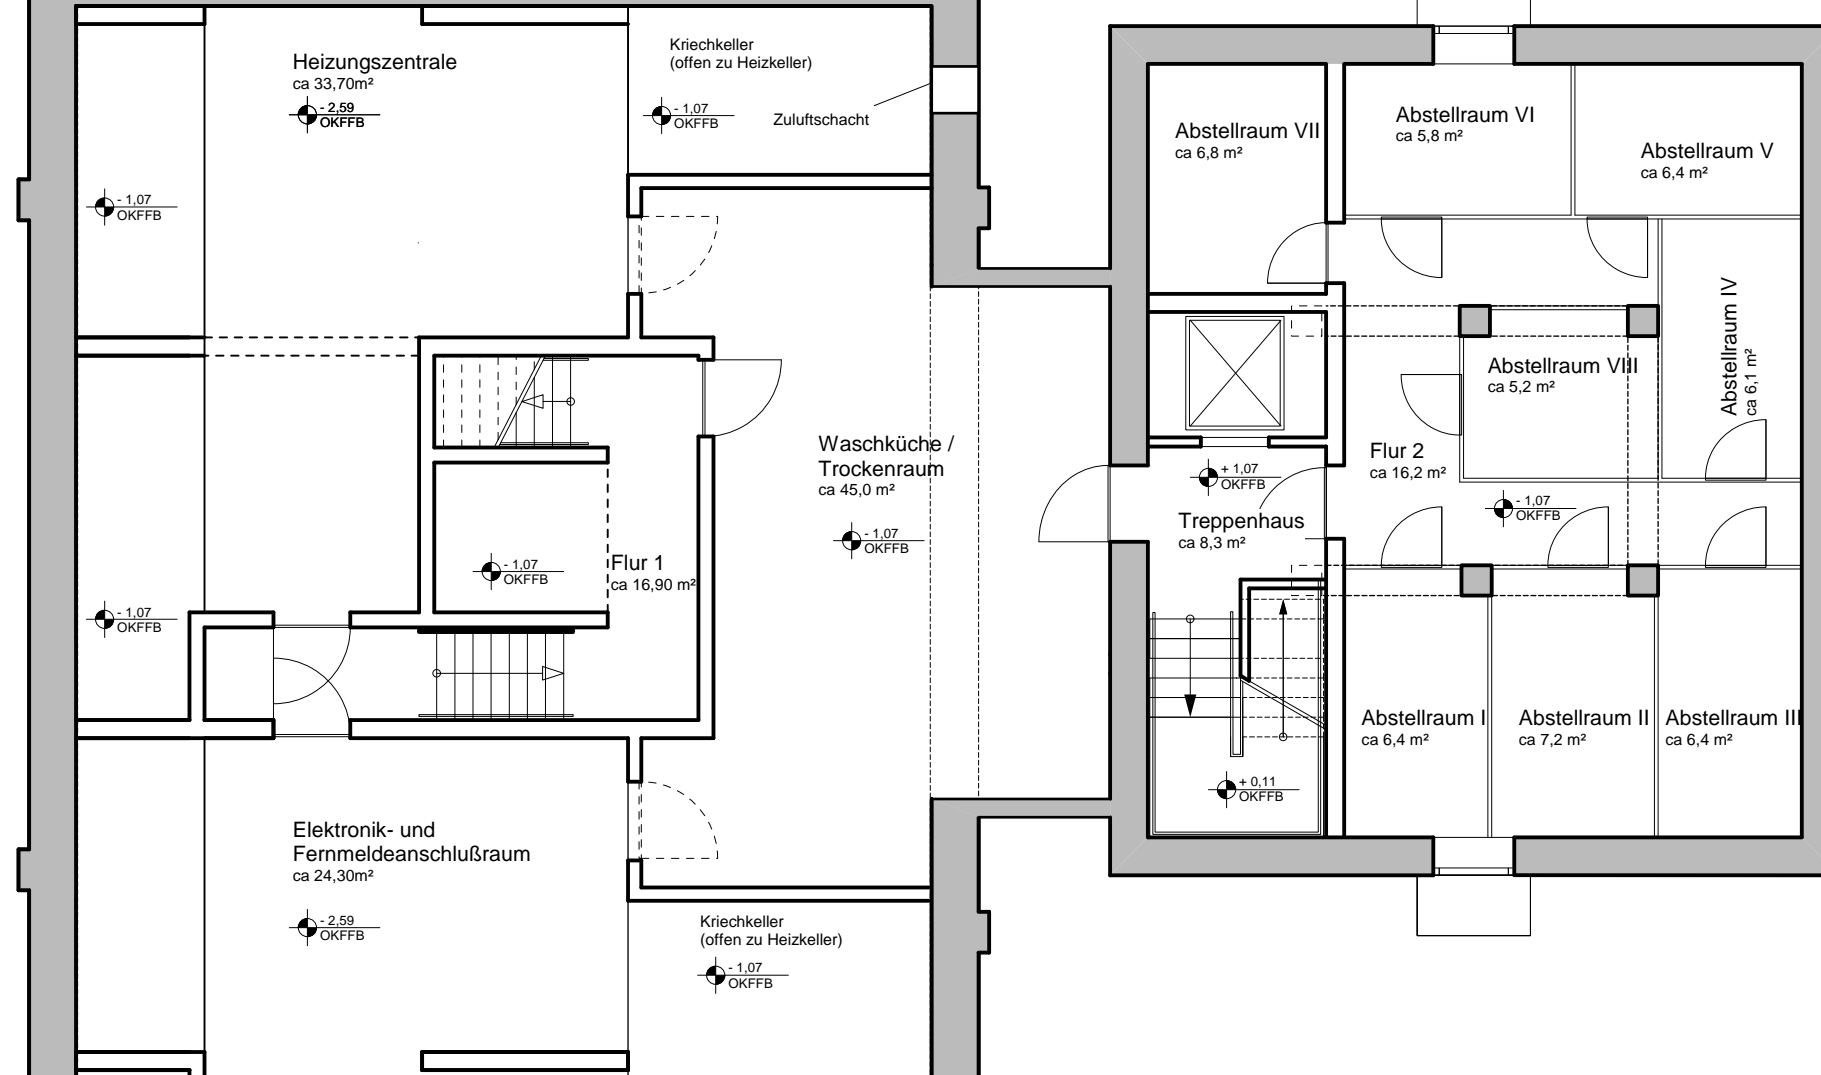 Heizungszentrale
ca 33,70m²
- 2,59
OKFFB
Kriechkeller
(offen zu Heizkeller)
- 1,07
OKFFB
Zuluftschacht
- 1,07
OKFFB
Abstellraum VII
ca 6,8 m²
Abstellraum VI
ca 5,8 m²
Abstellraum V
ca 6,4 m²
Abstellraum IV
ca 6,1 m²
Abstellraum VIII
ca 5,2 m²
Flur 2
ca 16,2 m²
- 1,07
OKFFB
Waschküche /
Trockenraum
ca 45,0 m²
- 1,07
OKFFB
+ 1,07
OKFFB
Treppenhaus
ca 8,3 m²
- 1,07
OKFFB
Flur 1
ca 16,90 m²
- 1,07
OKFFB
Abstellraum I
ca 6,4 m²
Abstellraum II
ca 7,2 m²
Abstellraum III
ca 6,4 m²
+ 0,11
OKFFB
Elektronik- und
Fernmeldeanschlußraum
ca 24,30m²
- 2,59
OKFFB
Kriechkeller
(offen zu Heizkeller)
- 1,07
OKFFB